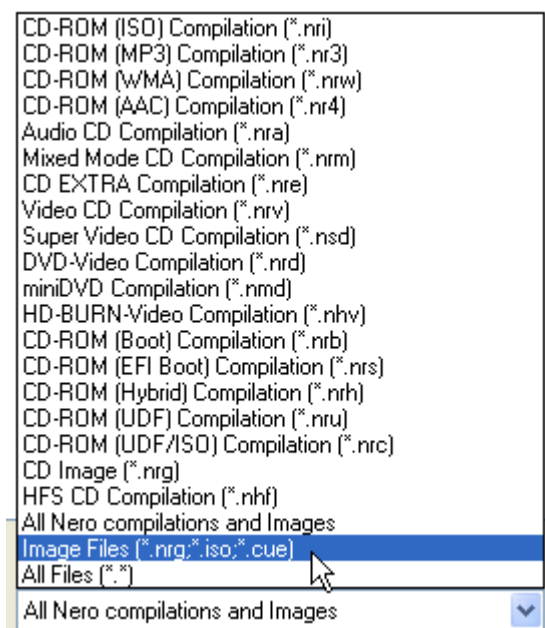 CD-ROM (ISO) Compilation (*.nri)
CD-ROM (MP3) Compilation (*.nr3)
CD-ROM (WMA) Compilation (*.nrw)
CD-ROM (AAC) Compilation (*.nr4)
Audio CD Compilation (*.nra)
Mixed Mode CD Compilation (*.nrm)
CD EXTRA Compilation (*.nre)
Video CD Compilation (*.nrv)
Super Video CD Compilation (*.nsd)
DVD-Video Compilation (*.nrd)
miniDVD Compilation (*.nmd)
HD-BURN-Video Compilation (*.nhv)
CD-ROM (Boot) Compilation (*.nrb)
CD-ROM (EFI Boot) Compilation (*.nrs)
CD-ROM (Hybrid) Compilation (*.nrh)
CD-ROM (UDF) Compilation (*.nru)
CD-ROM (UDF/ISO) Compilation (*.nrc)
CD Image (*.nrg)
HFS CD Compilation (*.nhf)
All Nero compilations and Images
Image Files (*.nrg;*.iso;*.cue)
All Files (*.*)
All Nero compilations and Images